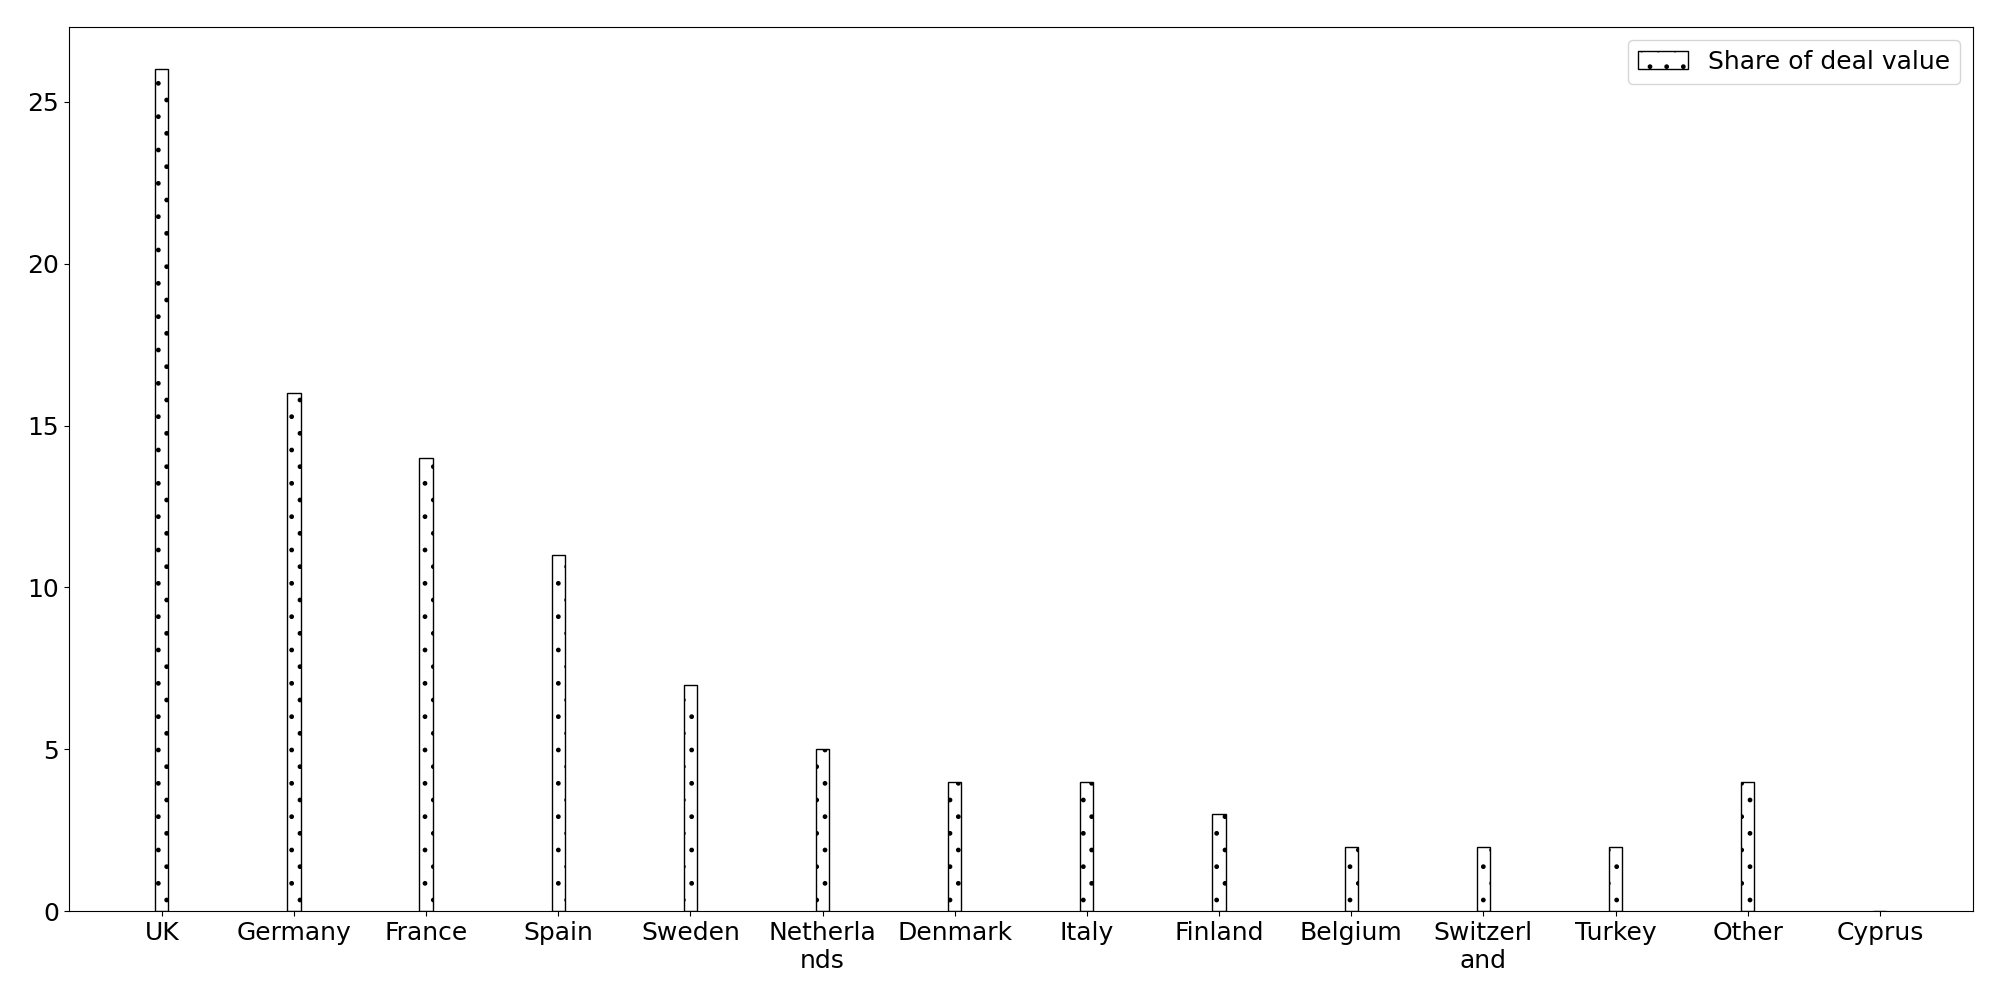 Share of deal value
25
20
15
10
5
0
UK Germany France Spain Sweden Netherla Denmark Italy Finland Belgium Switzerl Turkey Other Cyprus
nds and